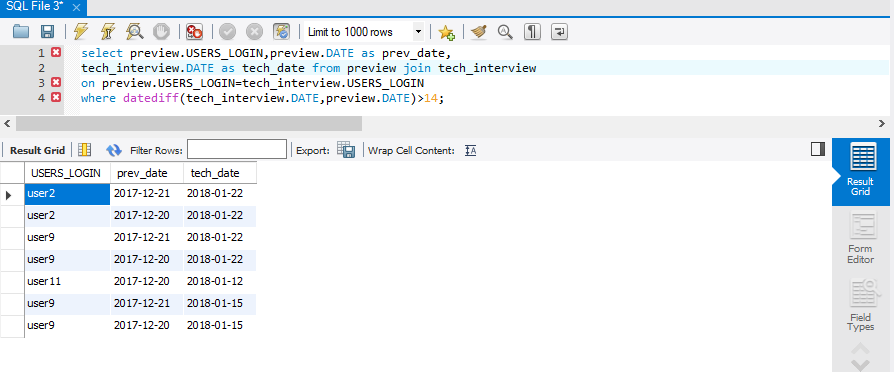 SQL File 3*
Limit to 1000 rows
1 select preview.USERS_LOGIN,preview.DATE as prev_date,
2 tech_interview.DATE as tech_date from preview join tech_interview
3 on preview.USERS_LOGIN=tech_interview.USERS_LOGIN
4 where datediff(tech_interview.DATE,preview.DATE)>14;
Result Grid Filter Rows: Export: Wrap Cell Content:
USERS_LOGIN prev_date tech_date
user2 2017-12-21 2018-01-22
user2 2017-12-20 2018-01-22
user9 2017-12-21 2018-01-22
user9 2017-12-20 2018-01-22
user11 2017-12-20 2018-01-12
user9 2017-12-21 2018-01-15
user9 2017-12-20 2018-01-15
Result
Grid
Form
Editor
Field
Types